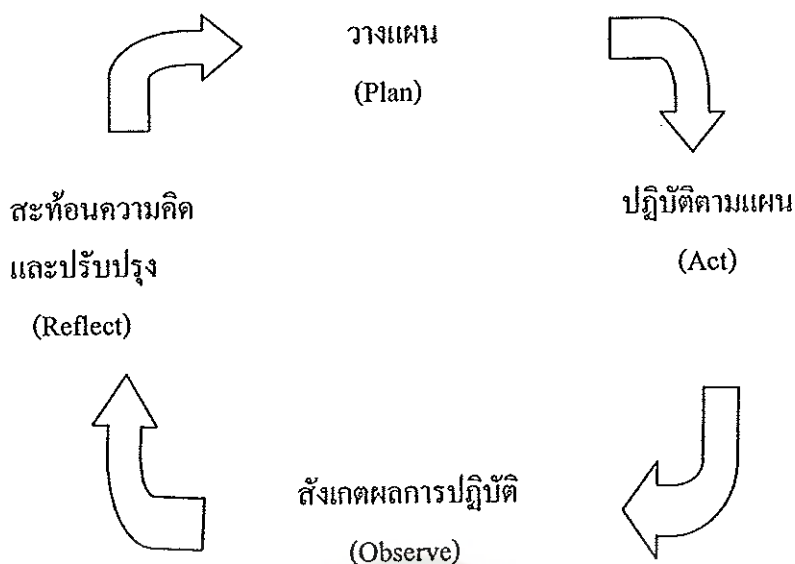 วางแผน
(Plan)
ปฏิบัติตามแผน
(Act)
สังเกตผลการปฏิบัติ
(Observe)
สะท้อนความคิด
และปรับปรุง
(Reflect)